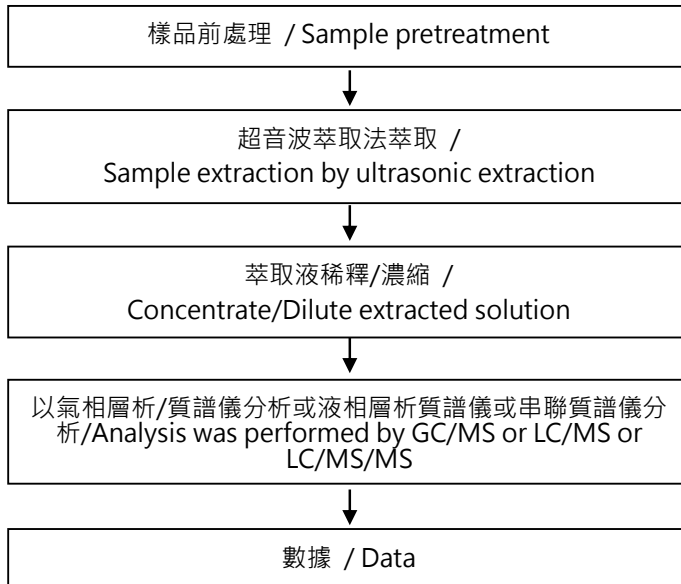 樣品前處理 / Sample pretreatment
超音波萃取法萃取 /
Sample extraction by ultrasonic extraction
萃取液稀釋/濃縮 /
Concentrate/Dilute extracted solution
以氣相層析/質譜儀分析或液相層析質譜儀或串聯質譜儀分
析/Analysis was performed by GC/MS or LC/MS or
LC/MS/MS
數據 / Data